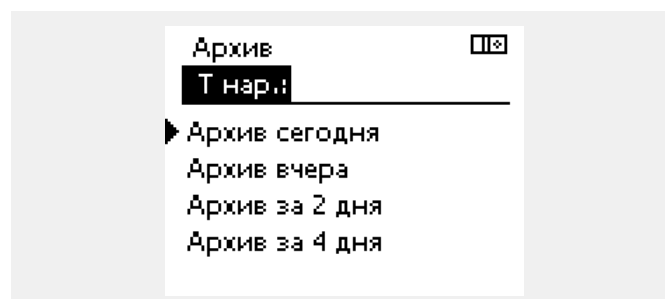 Архив
Т нар.:
Архив сегодня
Архив вчера
Архив за 2 дня
Архив за 4 дня